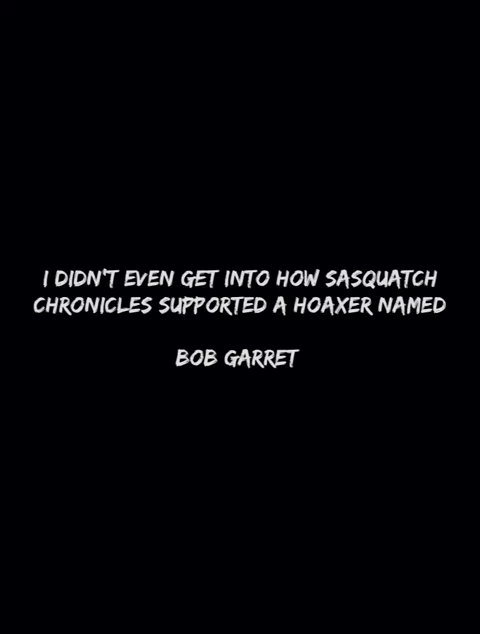 I DIDN'T EVEN GET INTO HOW SASQUATCH
CHRONICLES SUPPORTED A HOAXER NAMED
BOB GARRET